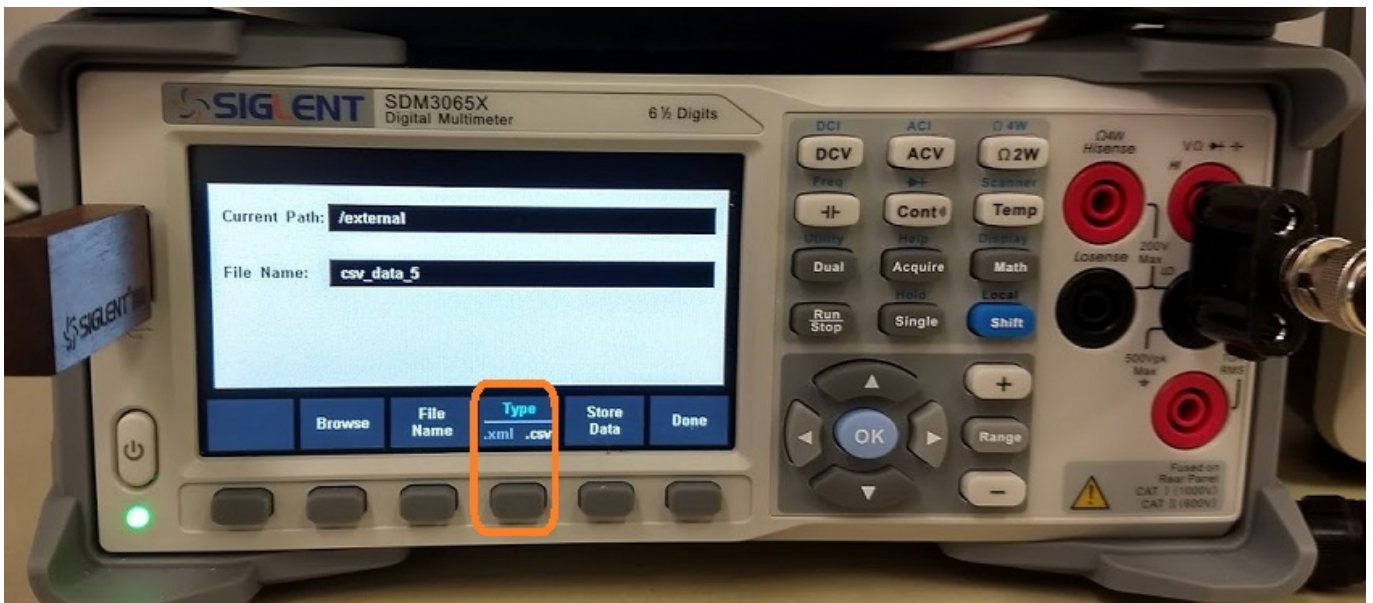 SIGLENT SDM3065X
Digital Multimeter 6½ Digits
Current Path: /external
File Name: csv_data_5
Browse
File
Name
Type
.xml .csv
Store
Data
Done
SIGLENT
DCI ACI Ω 4W
DCV ACV Ω 2W
Freq Scanner
Cont Temp
Utility Help Display
Dual Acquire Math
Hold Local
Run
Stop
Single Shift
OK
+
Range
−
Ω4W
Hisense
VΩ
HI
Losense
200V
Max
LO
500Vpk
Max
RMS
Fused on
Rear Panel
CAT I (1000V)
CAT II (600V)